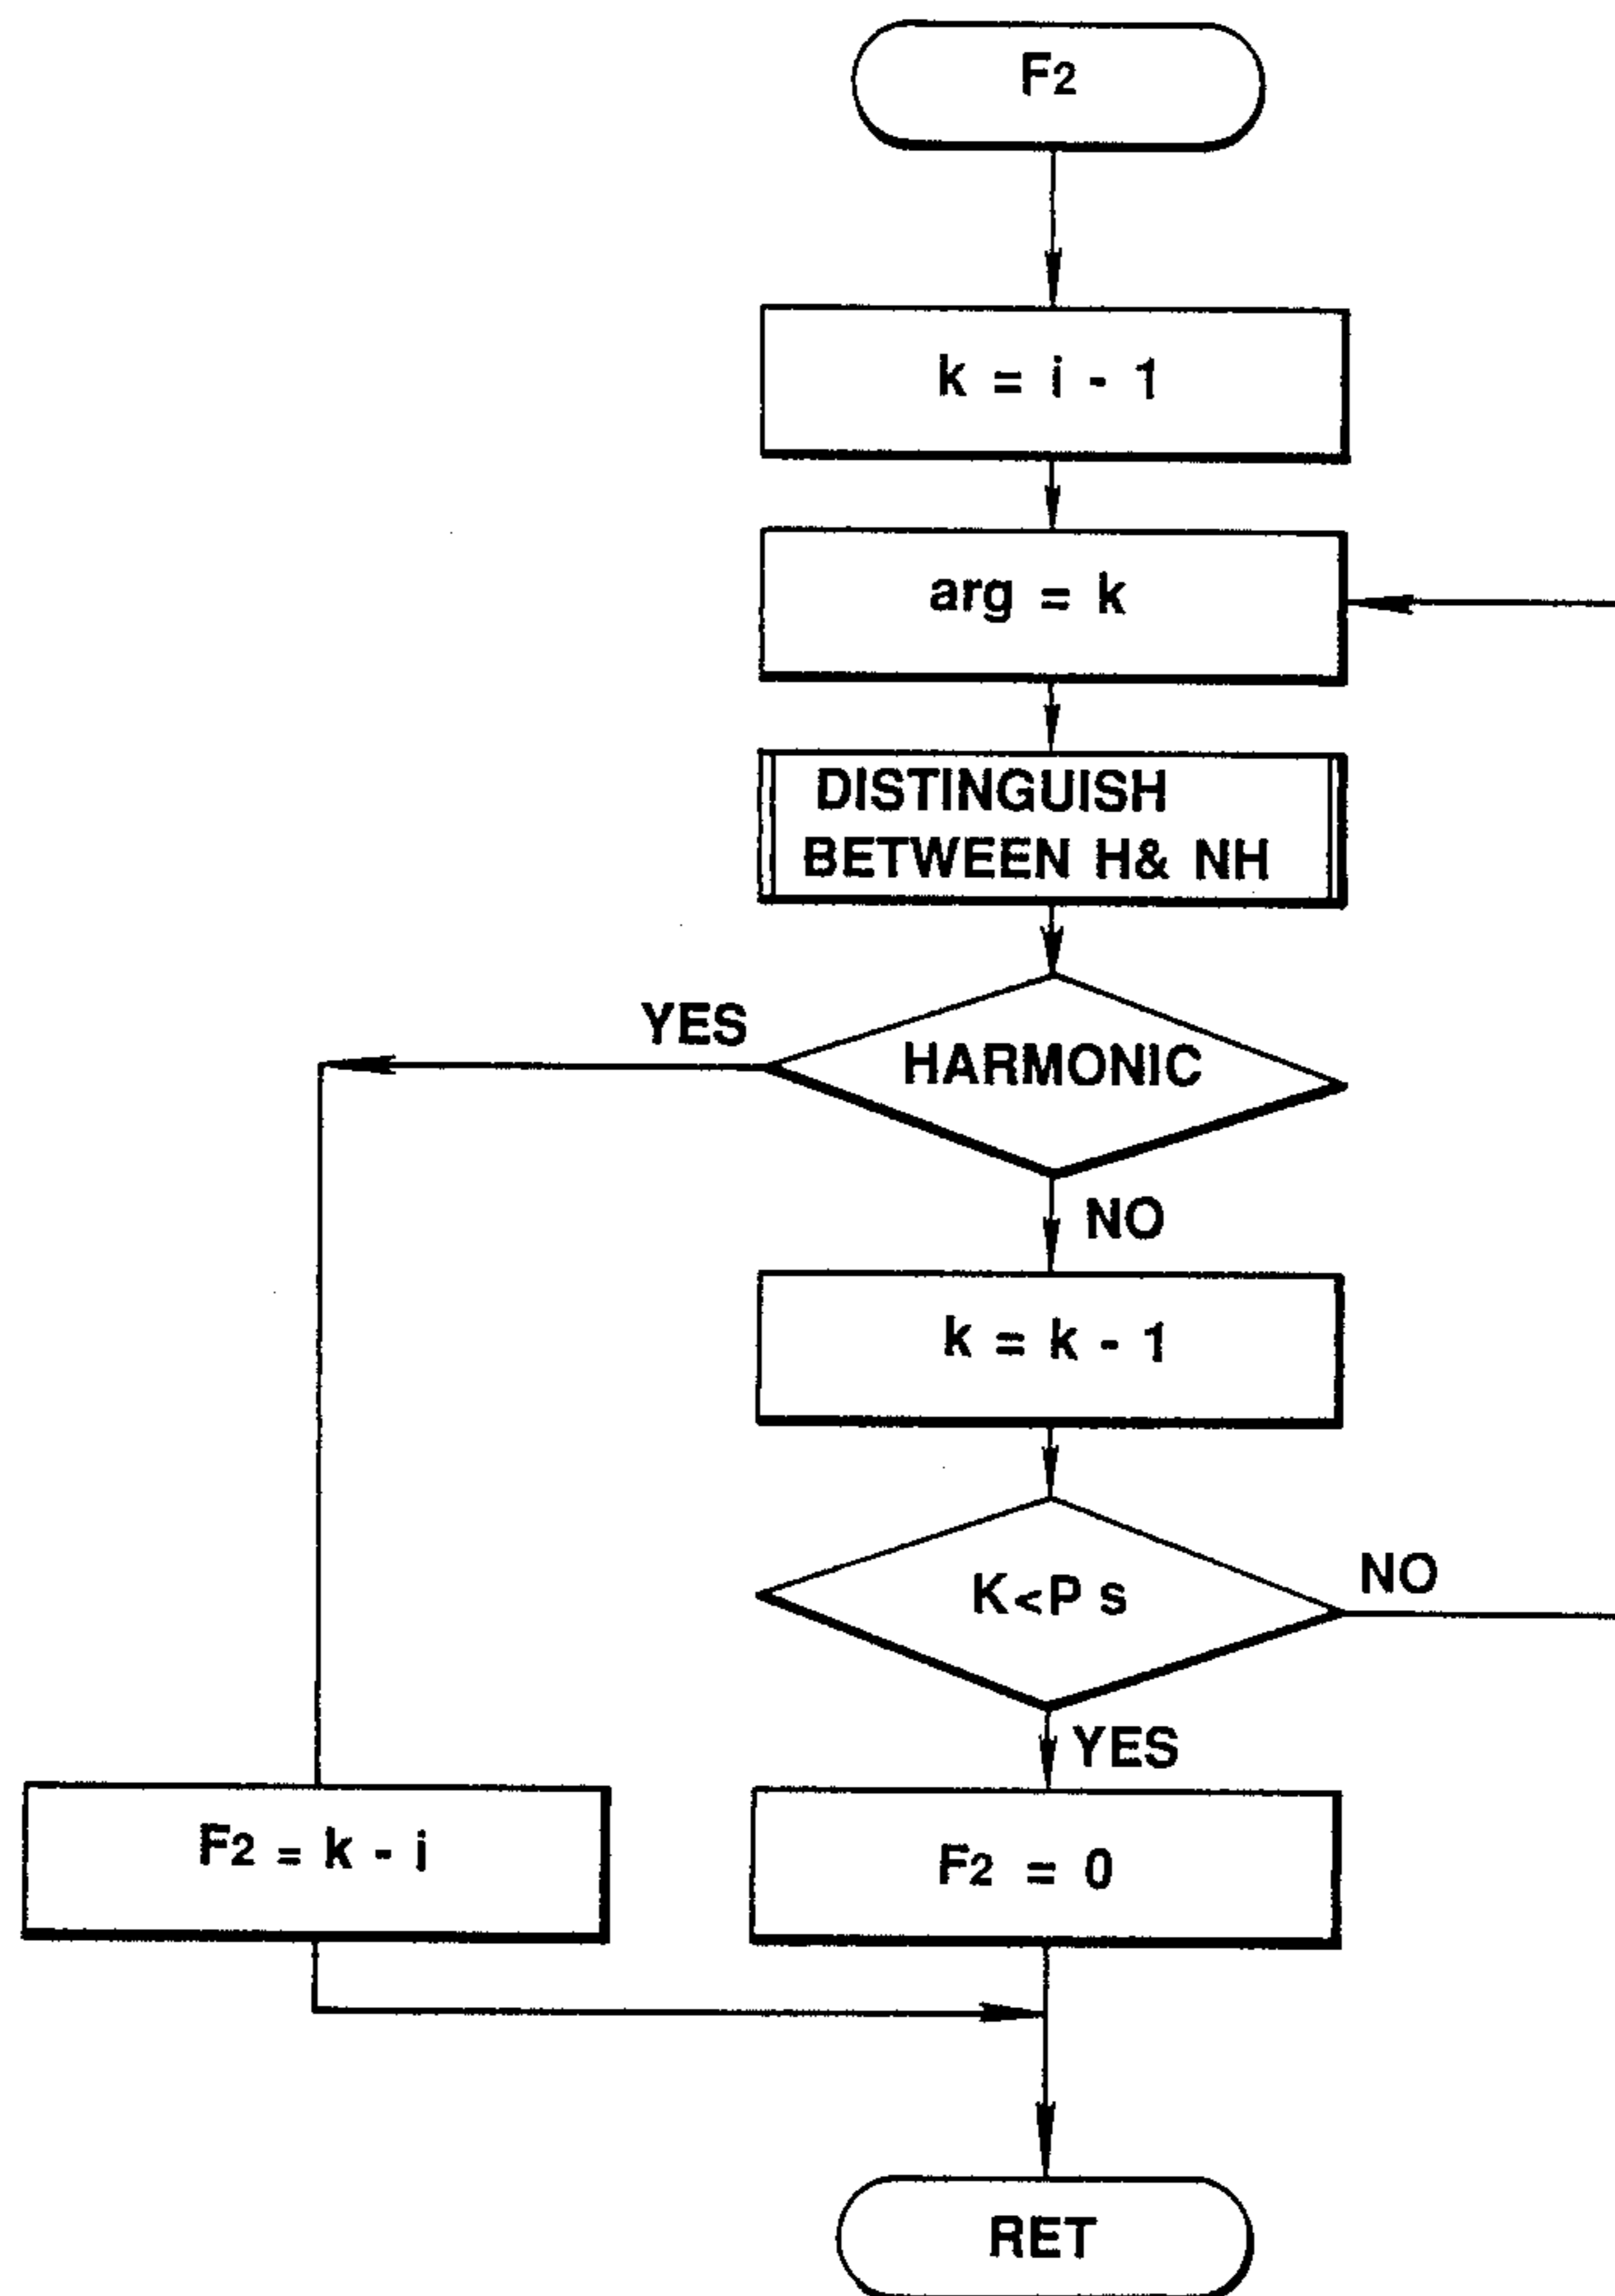 F2
k = i - 1
arg = k
DISTINGUISH
BETWEEN H& NH
YES
HARMONIC
NO
k = k - 1
K<P s
NO
YES
F2 = k - i
F2 = 0
RET